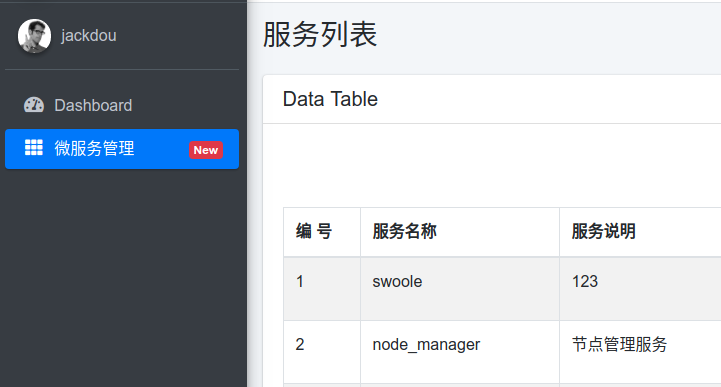 jackdou
Dashboard
微服务管理 New
服务列表
Data Table
编 号 服务名称 服务说明
1 swoole 123
2 node_manager 节点管理服务